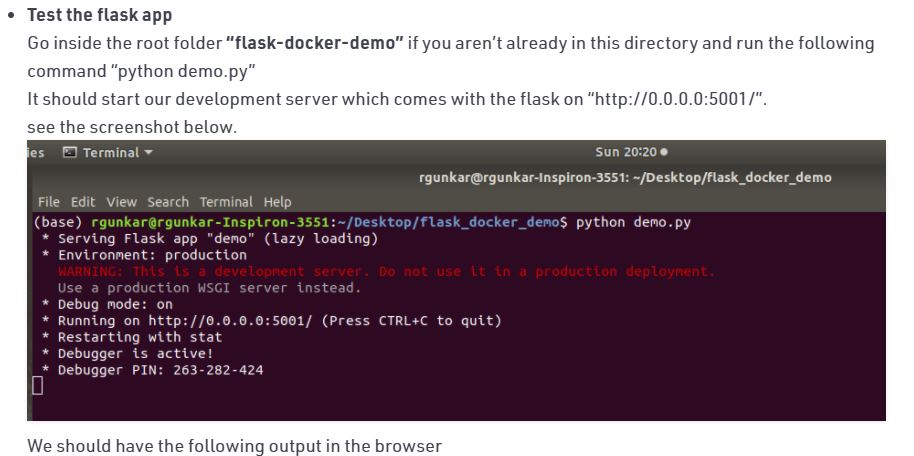 • Test the flask app
Go inside the root folder “flask-docker-demo” if you aren’t already in this directory and run the following
command “python demo.py”
It should start our development server which comes with the flask on “http://0.0.0.0:5001/”.
see the screenshot below.
ies Terminal Sun 20:20
rgunkar@rgunkar-Inspiron-3551: ~/Desktop/flask_docker_demo
File Edit View Search Terminal Help
(base) rgunkar@rgunkar-Inspiron-3551:~/Desktop/flask_docker_demo$ python demo.py
* Serving Flask app "demo" (lazy loading)
* Environment: production
WARNING: This is a development server. Do not use it in a production deployment.
Use a production WSGI server instead.
* Debug mode: on
* Running on http://0.0.0.0:5001/ (Press CTRL+C to quit)
* Restarting with stat
* Debugger is active!
* Debugger PIN: 263-282-424
We should have the following output in the browser